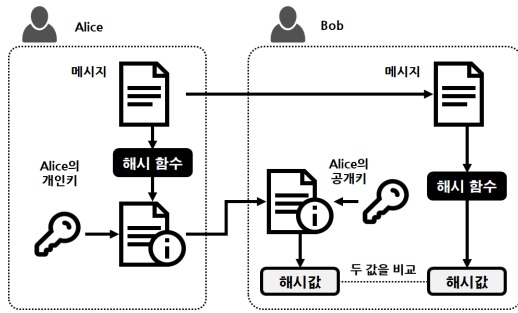 Alice
Bob
메시지
메시지
해시 함수
Alice의
개인키
Alice의
공개키
해시 함수
i
i
두 값을 비교
해시값
해시값